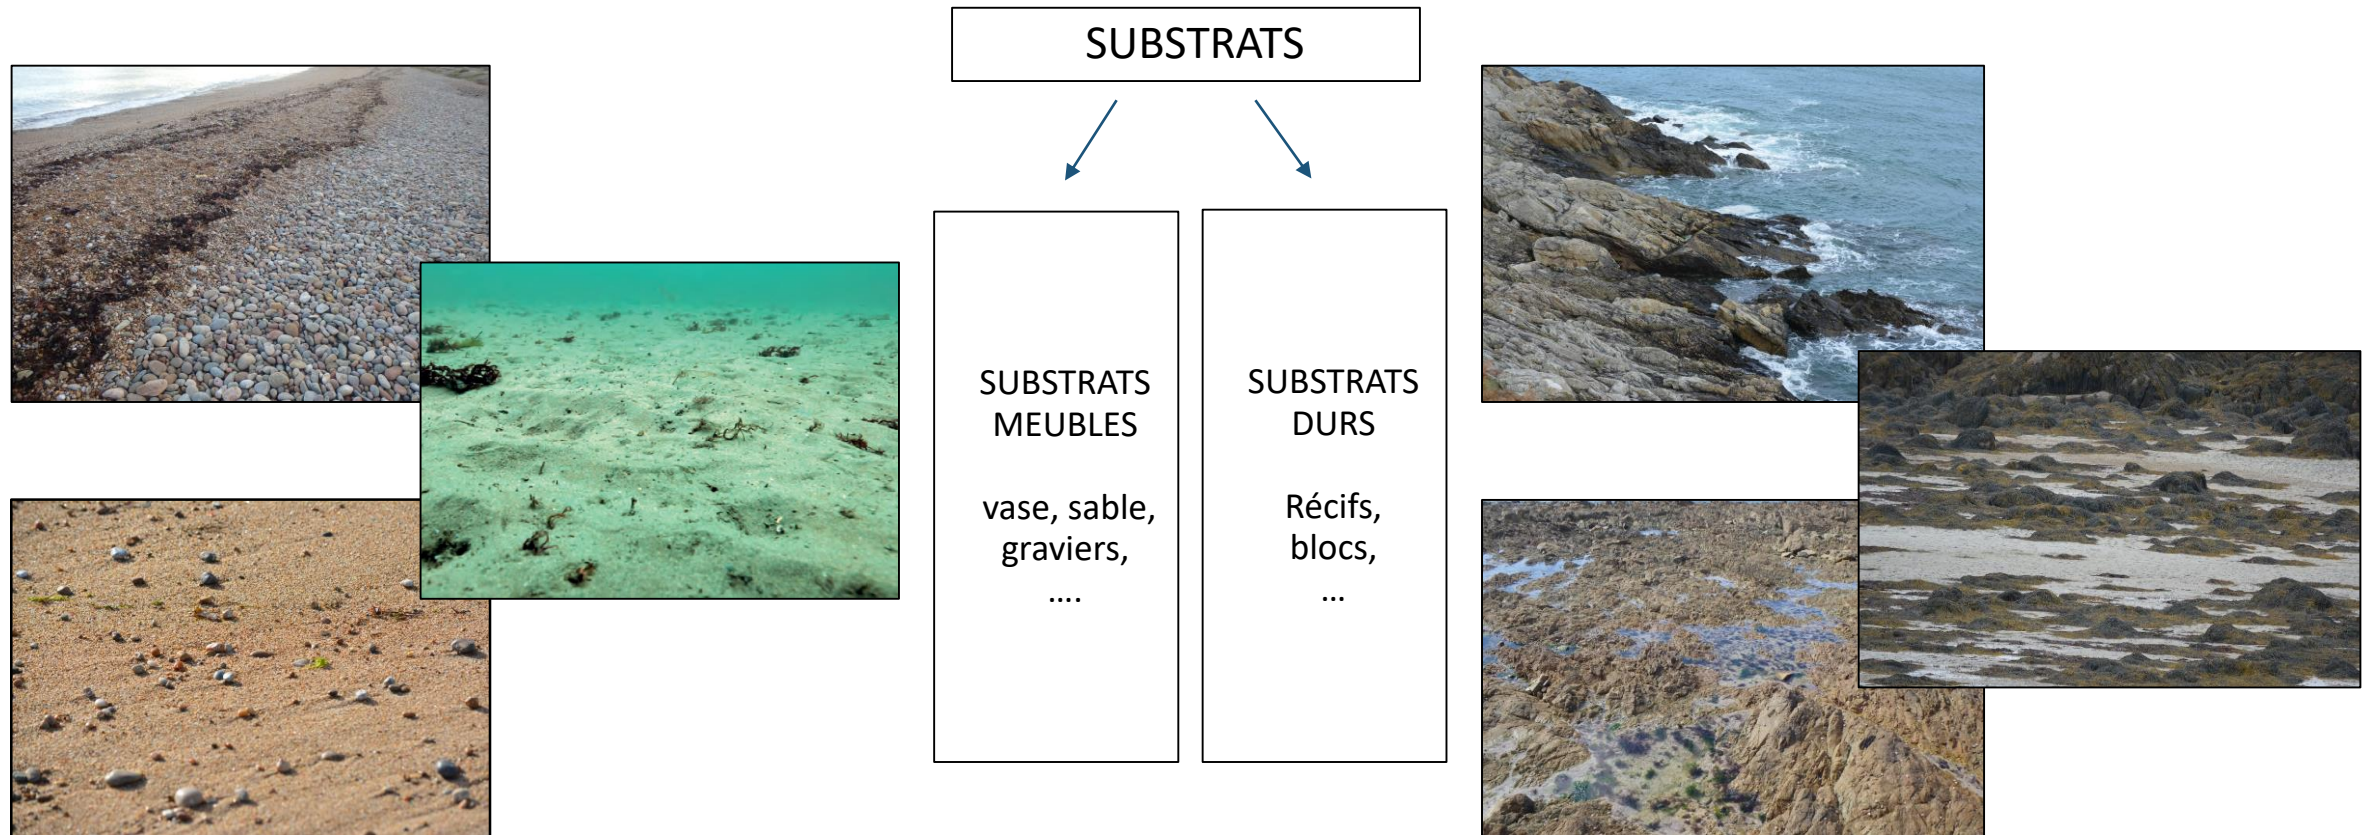 SUBSTRATS
SUBSTRATS
MEUBLES
vase, sable,
graviers,
....
SUBSTRATS
DURS
Récifs,
blocs,
...